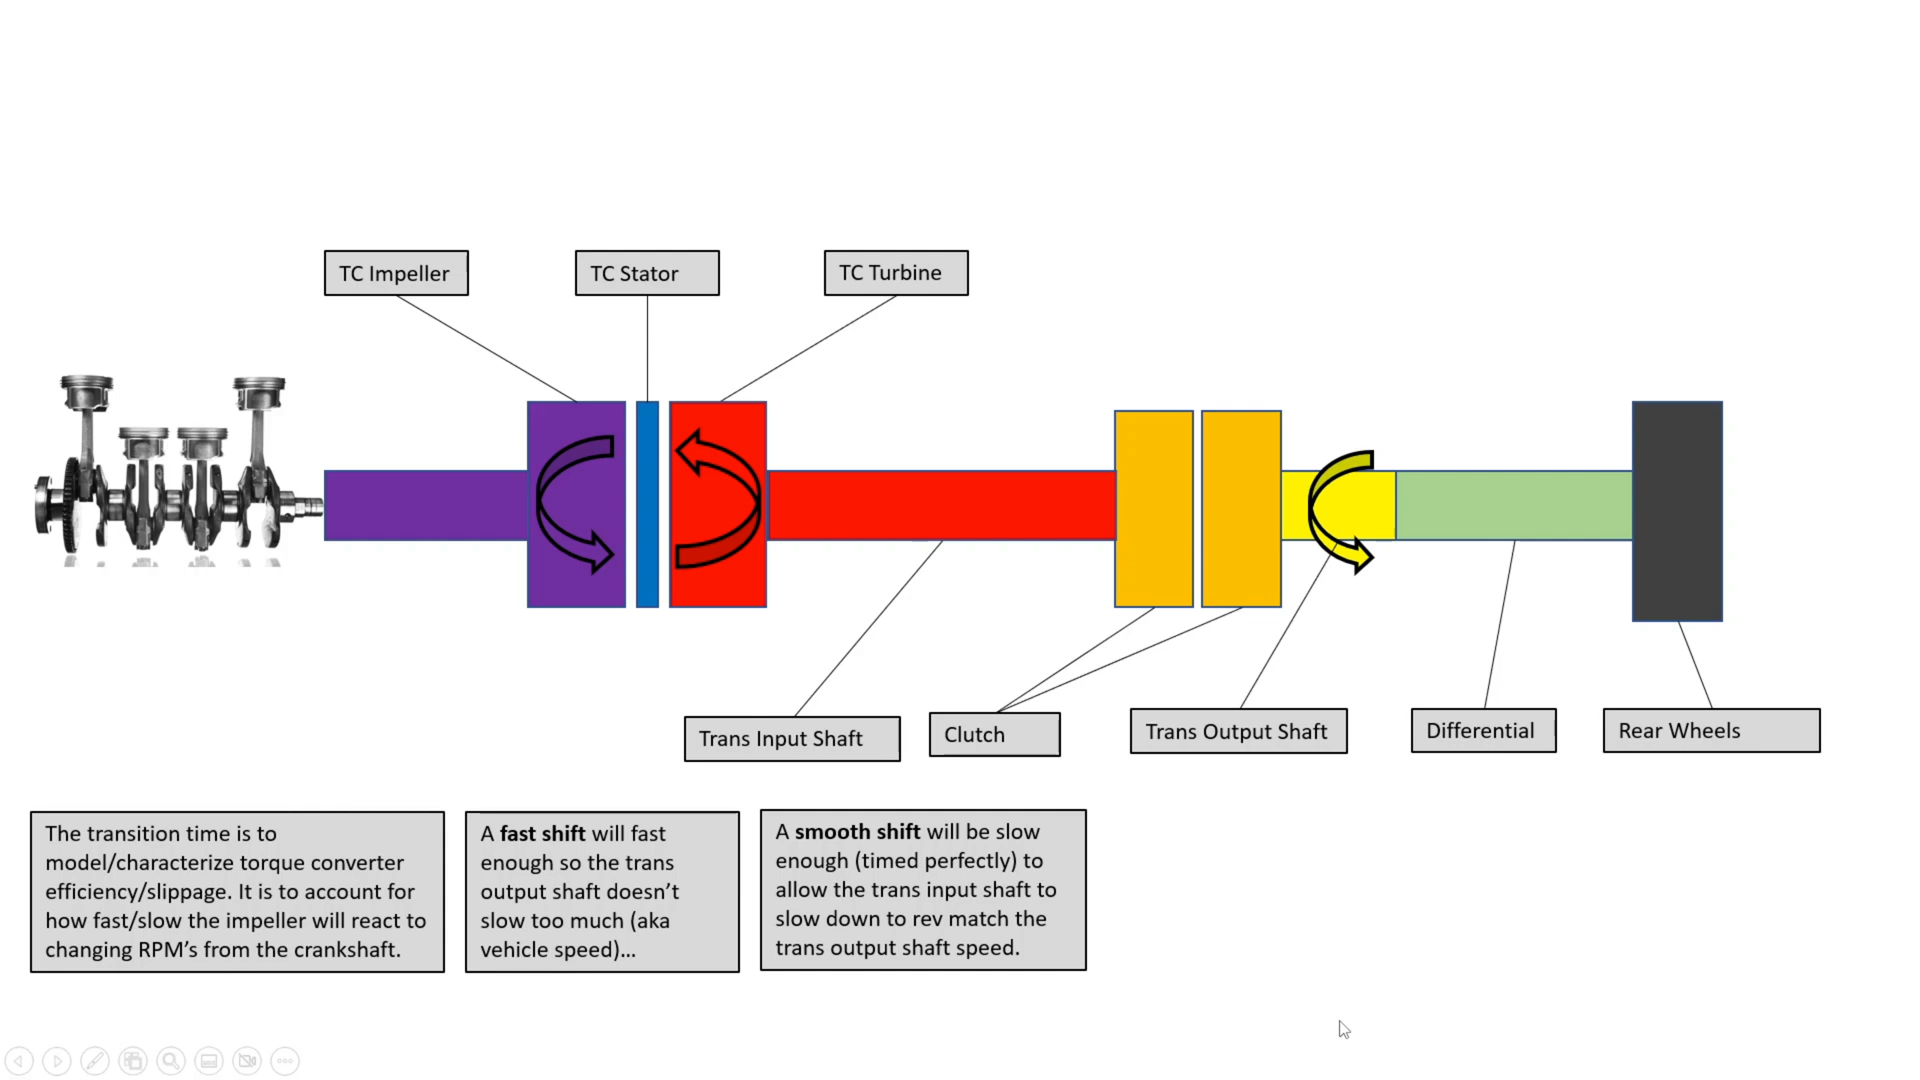 TC Impeller
TC Stator
TC Turbine
Trans Input Shaft
Clutch
Trans Output Shaft
Differential
Rear Wheels
The transition time is to
model/characterize torque converter
efficiency/slippage. It is to account for
how fast/slow the impeller will react to
changing RPM’s from the crankshaft.
A fast shift will fast
enough so the trans
output shaft doesn’t
slow too much (aka
vehicle speed)...
A smooth shift will be slow
enough (timed perfectly) to
allow the trans input shaft to
slow down to rev match the
trans output shaft speed.